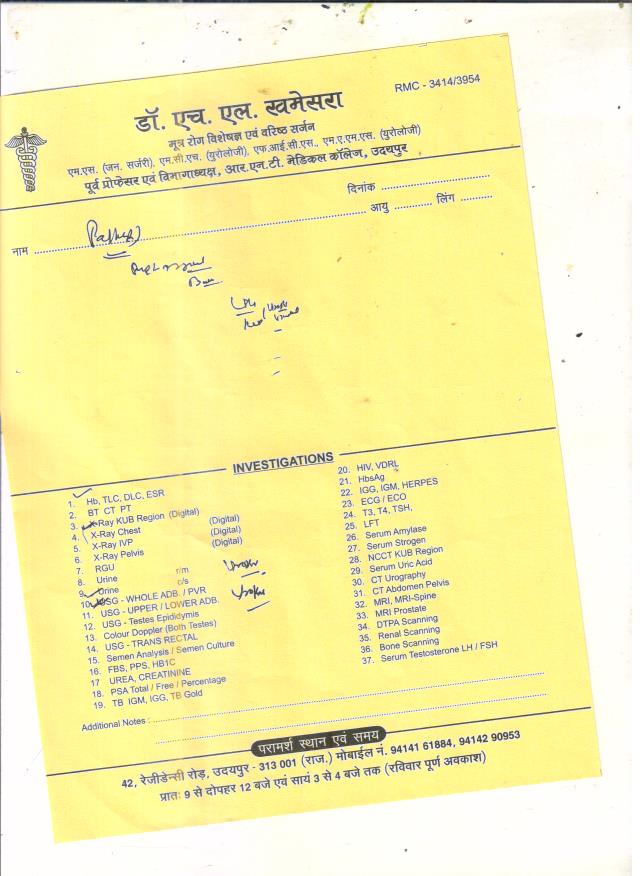 RMC - 3414/3954
डॉ. एच. एल. खमेसरा
मूत्र रोग विशेषज्ञ एवं वरिष्ठ सर्जन
एम.एस. (जन. सर्जरी), एम.सी.एच. (युरोलोजी), एफ.आई.सी.एस., एम.ए.एम.एस. (युरोलोजी)
पूर्व प्रोफेसर एवं विभागाध्यक्ष, आर.एन.टी. मेडिकल कॉलेज, उदयपुर
दिनांक
नाम आयु लिंग
INVESTIGATIONS
1. Hb, TLC, DLC, ESR
2. BT CT PT
3. X-Ray KUB Region (Digital)
4. X-Ray Chest (Digital)
5. X-Ray IVP (Digital)
6. X-Ray Pelvis (Digital)
7. RGU
8. Urine r/m
9. Urine c/s
10. USG - WHOLE ADB. / PVR
11. USG - UPPER / LOWER ADB.
12. USG - Testes Epididymis
13. Colour Doppler (Both Testes)
14. USG - TRANS RECTAL
15. Semen Analysis / Semen Culture
16. FBS, PPS, HB1C
17 UREA, CREATININE
18. PSA Total / Free / Percentage
19. TB IGM, IGG, TB Gold
20. HIV, VDRL
21. HbsAg
22. IGG, IGM, HERPES
23. ECG / ECO
24. T3, T4, TSH,
25. LFT
26. Serum Amylase
27. Serum Strogen
28. NCCT KUB Region
29. Serum Uric Acid
30. CT Urography
31. CT Abdomen Pelvis
32. MRI, MRI-Spine
33. MRI Prostate
34. DTPA Scanning
35. Renal Scanning
36. Bone Scanning
37. Serum Testosterone LH / FSH
Additional Notes :
परामर्श स्थान एवं समय
42, रेजीडेन्सी रोड़, उदयपुर - 313 001 (राज.) मोबाईल नं. 94141 61884, 94142 90953
प्रातः 9 से दोपहर 12 बजे एवं सायं 3 से 4 बजे तक (रविवार पूर्ण अवकाश)